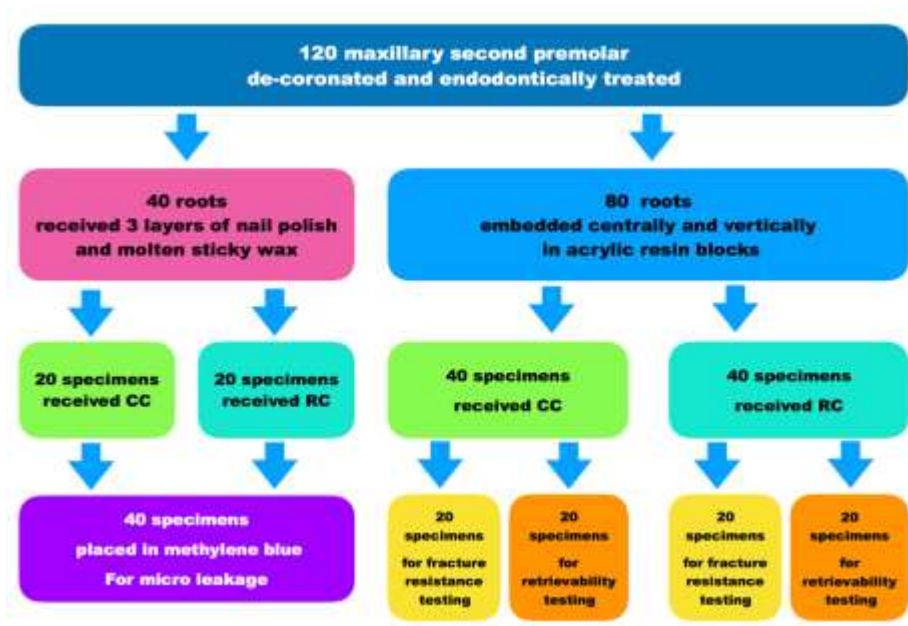 120 maxillary second premolar
de-coronated and endodontically treated
40 roots
received 3 layers of nail polish
and molten sticky wax
80 roots
embedded centrally and vertically
in acrylic resin blocks
20 specimens
received CC
20 specimens
received RC
40 specimens
received CC
40 specimens
received RC
40 specimens
placed in methylene blue
For micro leakage
20
specimens
for fracture
resistance
testing
20
specimens
for
retrievability
testing
20
specimens
for fracture
resistance
testing
20
specimens
for
retrievability
testing